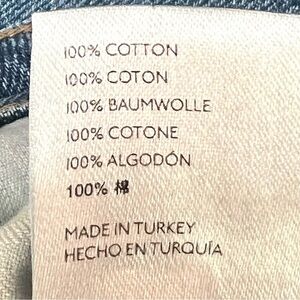 100% COTTON
100% COTON
100% BAUMWOLLE
100% COTONE
100% ALGODÓN
100% 棉
MADE IN TURKEY
HECHO EN TURQUÍA